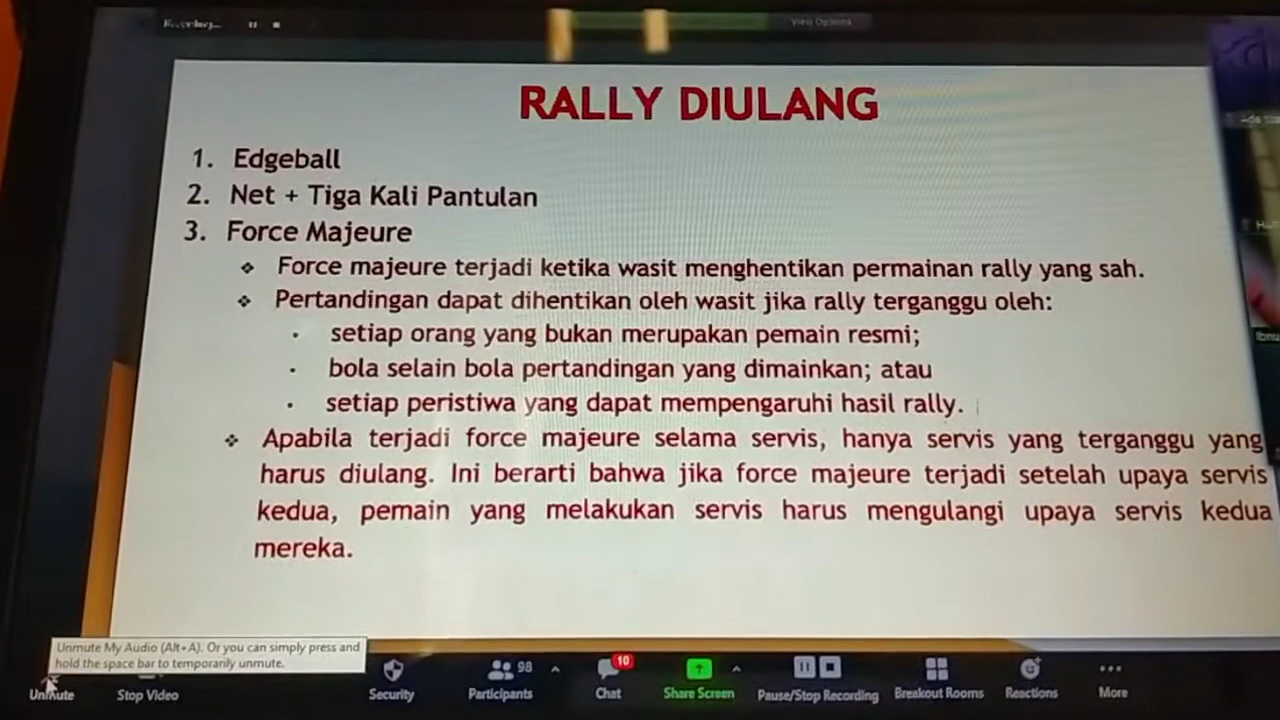 View Options
RALLY DIULANG
1. Edgeball
2. Net + Tiga Kali Pantulan
3. Force Majeure
❖ Force majeure terjadi ketika wasit menghentikan permainan rally yang sah.
❖ Pertandingan dapat dihentikan oleh wasit jika rally terganggu oleh:
· setiap orang yang bukan merupakan pemain resmi;
· bola selain bola pertandingan yang dimainkan; atau
· setiap peristiwa yang dapat mempengaruhi hasil rally.
❖ Apabila terjadi force majeure selama servis, hanya servis yang terganggu yang
harus diulang. Ini berarti bahwa jika force majeure terjadi setelah upaya servis
kedua, pemain yang melakukan servis harus mengulangi upaya servis kedua
mereka.
Unmute My Audio (Alt+A). Or you can simply press and
hold the space bar to temporarily unmute.
Unmute Stop Video Security Participants 98 Chat 10 Share Screen Pause/Stop Recording Breakout Rooms Reactions More